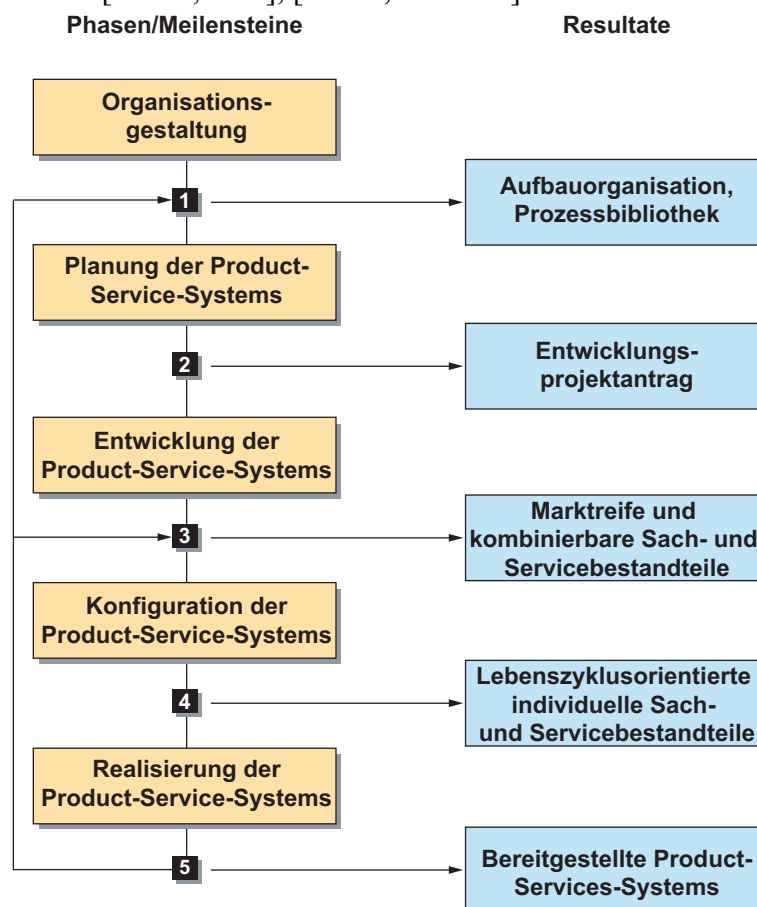 Phasen/Meilensteine
Resultate
Organisations-
gestaltung
1
Aufbauorganisation,
Prozessbibliothek
Planung der Product-
Service-Systems
2
Entwicklungs-
projektantrag
Entwicklung der
Product-Service-Systems
3
Marktreife und
kombinierbare Sach- und
Servicebestandteile
Konfiguration der
Product-Service-Systems
4
Lebenszyklusorientierte
individuelle Sach-
und Servicebestandteile
Realisierung der
Product-Service-Systems
5
Bereitgestellte Product-
Services-Systems